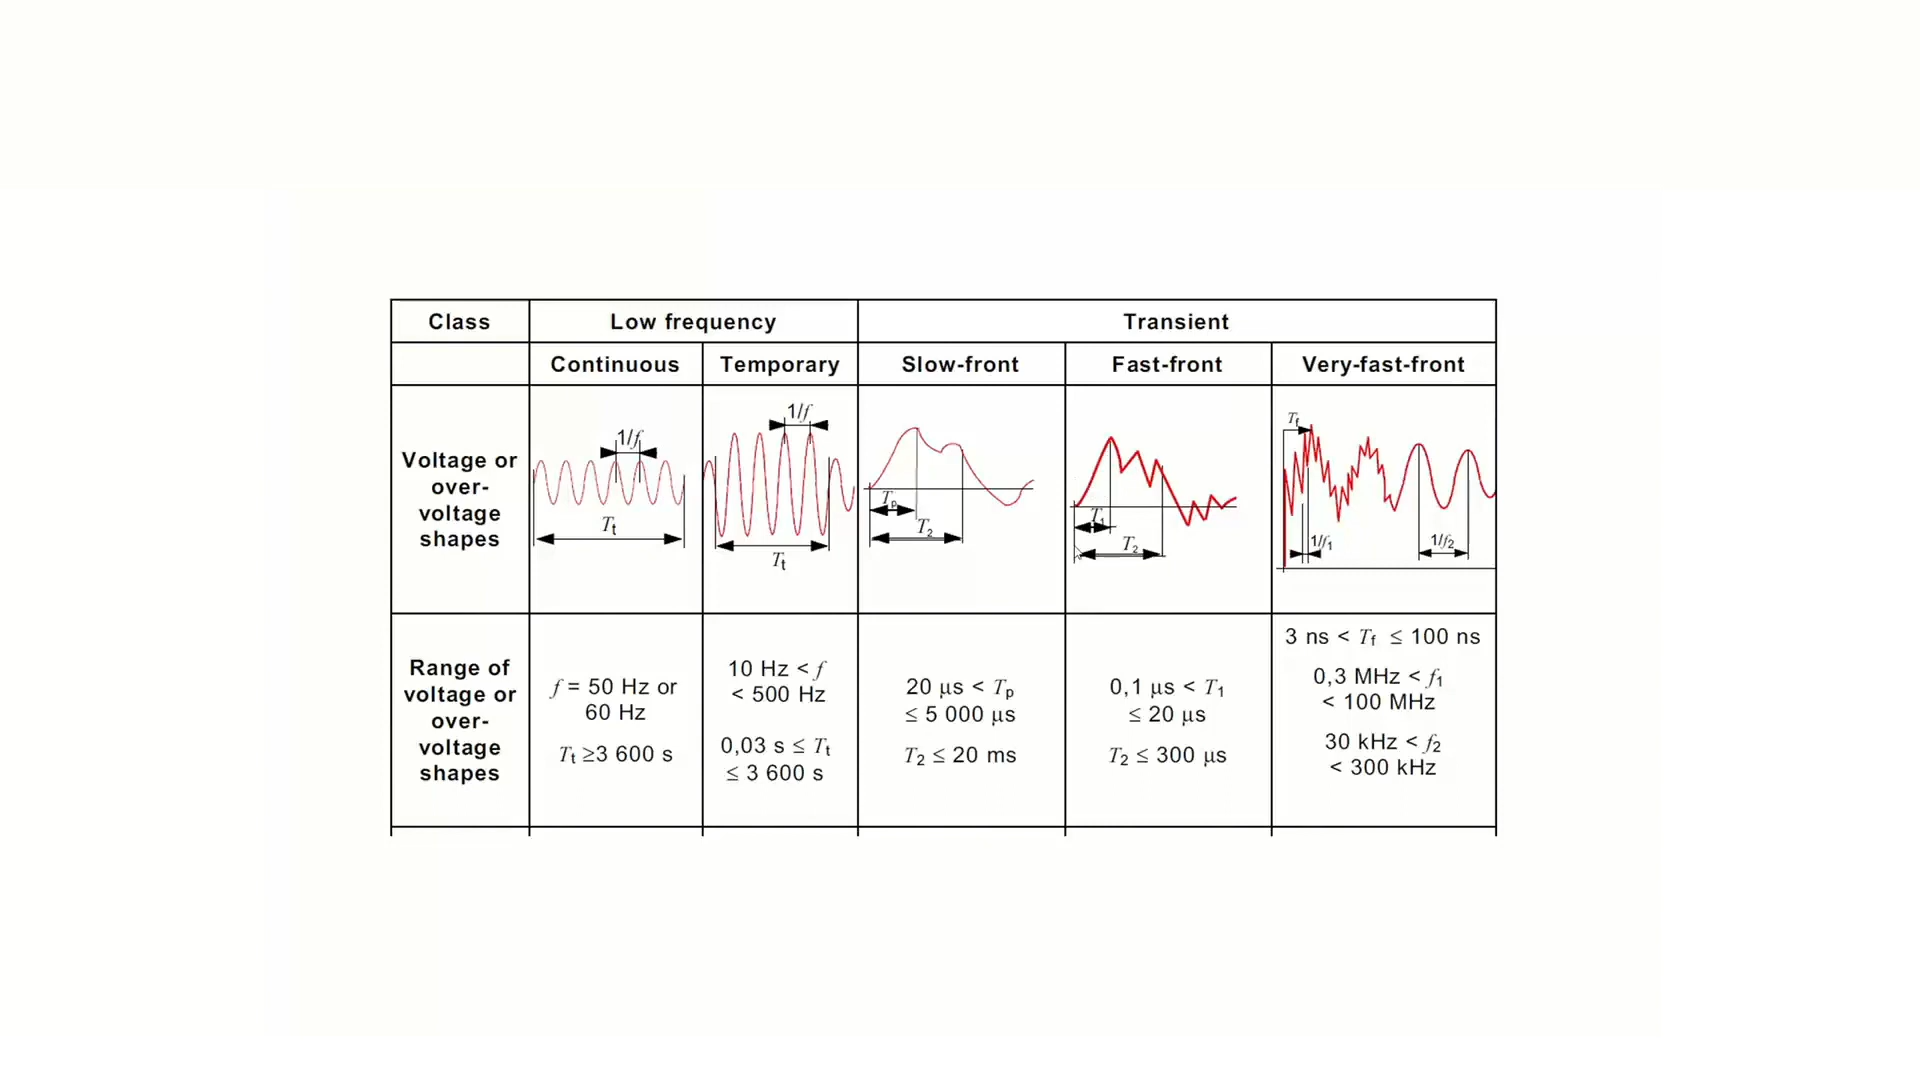 Class
Low frequency
Transient
Continuous
Temporary
Slow-front
Fast-front
Very-fast-front
Voltage or
over-
voltage
shapes
1/f
Tt
1/f
Tt
Tp
T2
T1
T2
Tf
1/f1
1/f2
Range of
voltage or
over-
voltage
shapes
f = 50 Hz or
60 Hz
Tt ≥3 600 s
10 Hz < f
< 500 Hz
0,03 s ≤ Tt
≤ 3 600 s
20 μs < Tp
≤ 5 000 μs
T2 ≤ 20 ms
0,1 μs < T1
≤ 20 μs
T2 ≤ 300 μs
3 ns < Tf ≤ 100 ns
0,3 MHz < f1
< 100 MHz
30 kHz < f2
< 300 kHz